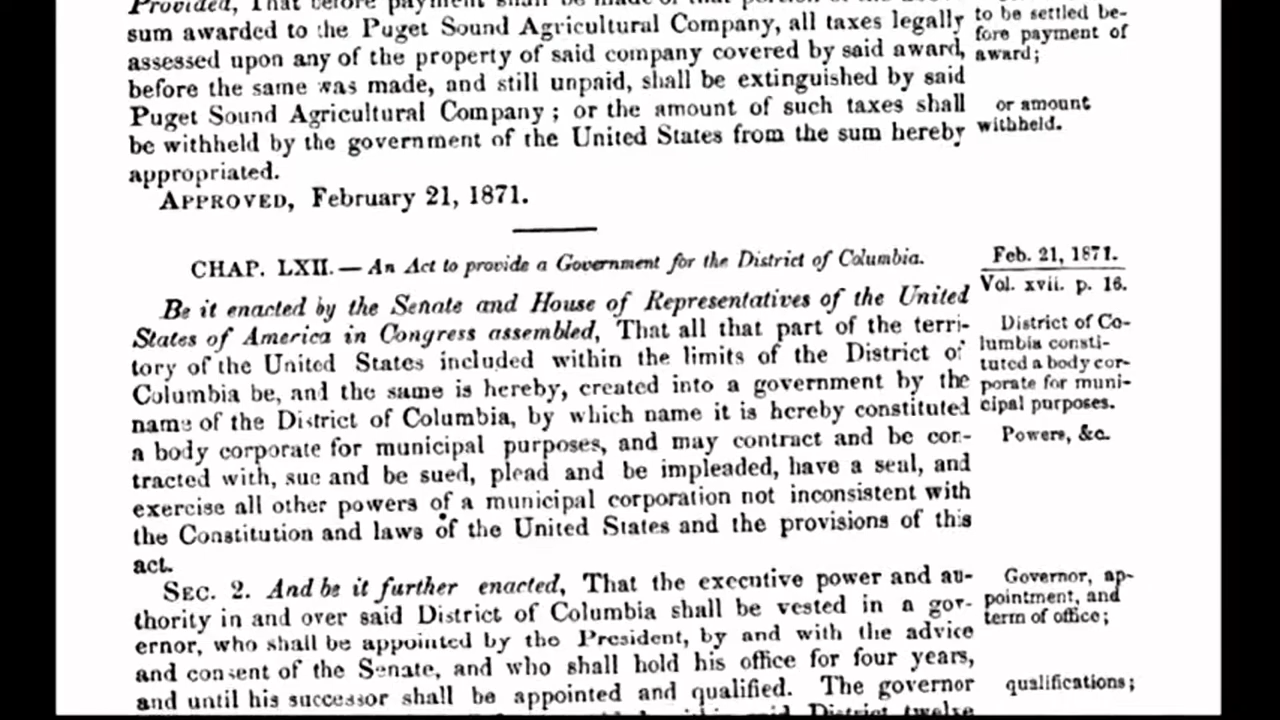 Provided, That before payment shall be made of that portion of the
sum awarded to the Puget Sound Agricultural Company, all taxes legally
assessed upon any of the property of said company covered by said award,
before the same was made, and still unpaid, shall be extinguished by said
Puget Sound Agricultural Company; or the amount of such taxes shall
be withheld by the government of the United States from the sum hereby
appropriated.
to be settled be-
fore payment of
award;
or amount
withheld.
APPROVED, February 21, 1871.
CHAP. LXII. — An Act to provide a Government for the District of Columbia.
Feb. 21, 1871.
Vol. xvii. p. 16.
Be it enacted by the Senate and House of Representatives of the United
States of America in Congress assembled, That all that part of the terri-
tory of the United States included within the limits of the District of
Columbia be, and the same is hereby, created into a government by the
name of the District of Columbia, by which name it is hereby constituted
a body corporate for municipal purposes, and may contract and be con-
tracted with, sue and be sued, plead and be impleaded, have a seal, and
exercise all other powers of a municipal corporation not inconsistent with
the Constitution and laws of the United States and the provisions of this
act.
District of Co-
lumbia consti-
tuted a body cor-
porate for muni-
cipal purposes.
Powers, &c.
SEC. 2. And be it further enacted, That the executive power and au-
thority in and over said District of Columbia shall be vested in a gov-
ernor, who shall be appointed by the President, by and with the advice
and consent of the Senate, and who shall hold his office for four years,
and until his successor shall be appointed and qualified. The governor
said District twelve
Governor, ap-
pointment, and
term of office;
qualifications;